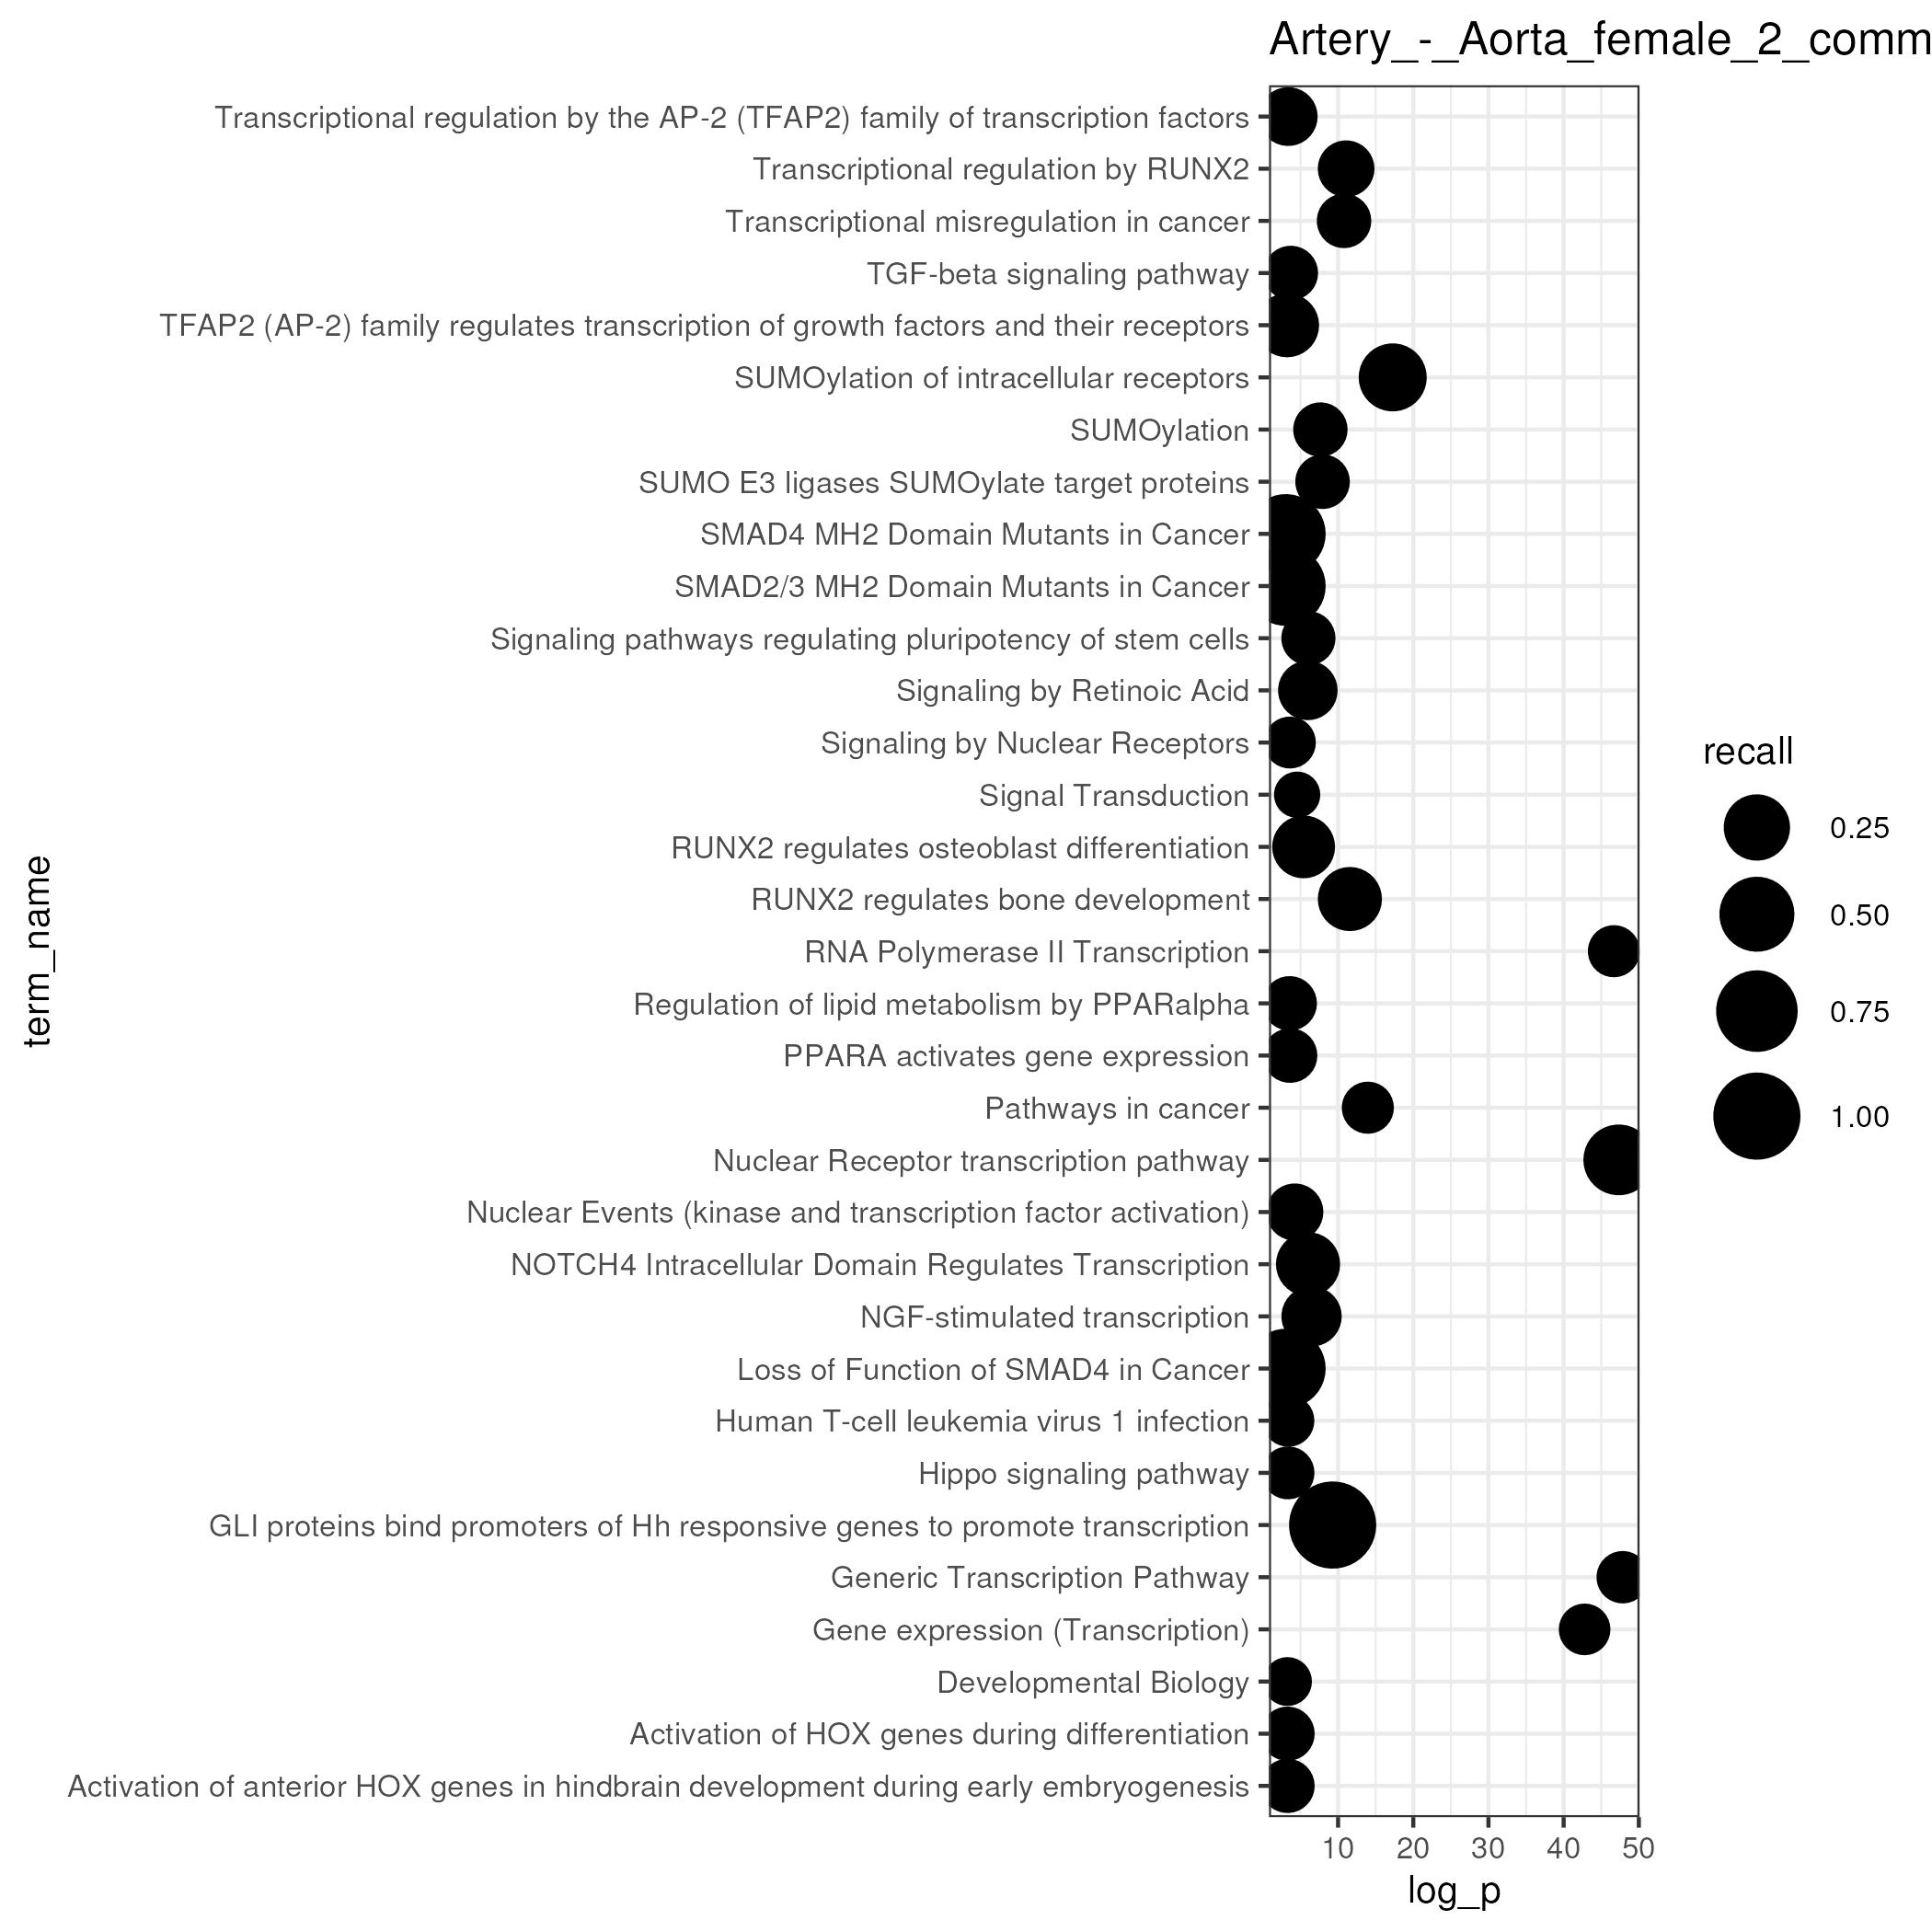 Artery_-_Aorta_female_2_comm
Transcriptional regulation by the AP-2 (TFAP2) family of transcription factors
Transcriptional regulation by RUNX2
Transcriptional misregulation in cancer
TGF-beta signaling pathway
TFAP2 (AP-2) family regulates transcription of growth factors and their receptors
SUMOylation of intracellular receptors
SUMOylation
SUMO E3 ligases SUMOylate target proteins
SMAD4 MH2 Domain Mutants in Cancer
SMAD2/3 MH2 Domain Mutants in Cancer
Signaling pathways regulating pluripotency of stem cells
Signaling by Retinoic Acid
Signaling by Nuclear Receptors
Signal Transduction
RUNX2 regulates osteoblast differentiation
RUNX2 regulates bone development
RNA Polymerase II Transcription
Regulation of lipid metabolism by PPARalpha
PPARA activates gene expression
Pathways in cancer
Nuclear Receptor transcription pathway
Nuclear Events (kinase and transcription factor activation)
NOTCH4 Intracellular Domain Regulates Transcription
NGF-stimulated transcription
Loss of Function of SMAD4 in Cancer
Human T-cell leukemia virus 1 infection
Hippo signaling pathway
GLI proteins bind promoters of Hh responsive genes to promote transcription
Generic Transcription Pathway
Gene expression (Transcription)
Developmental Biology
Activation of HOX genes during differentiation
Activation of anterior HOX genes in hindbrain development during early embryogenesis
term_name
10 20 30 40 50
log_p
recall
0.25
0.50
0.75
1.00